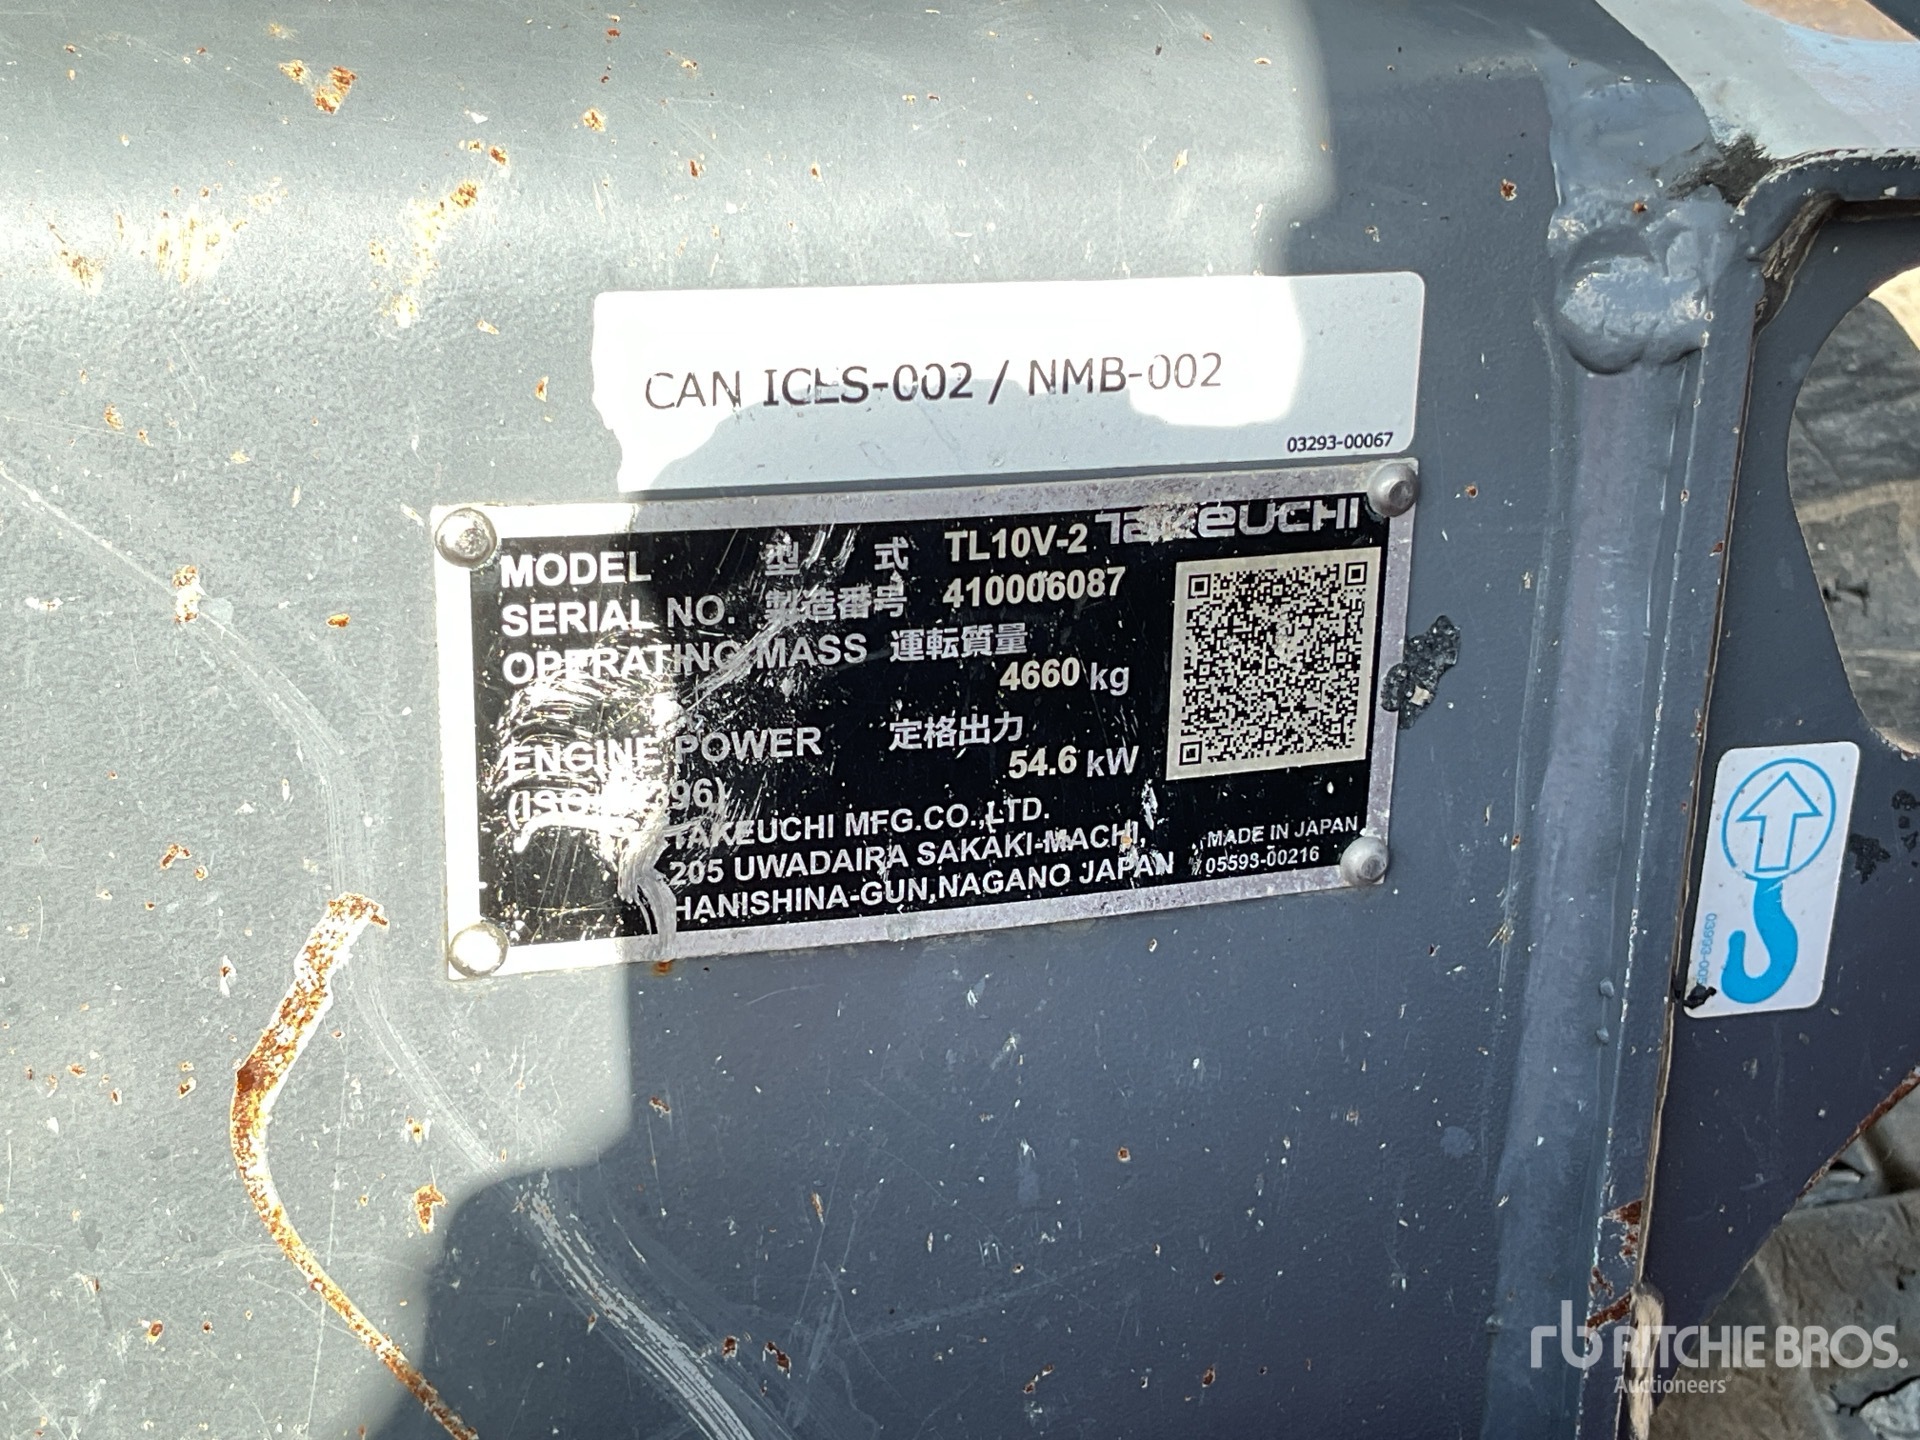 CAN ICES-002 / NMB-002
03293-00067
MODEL 型 式 TL10V-2 TAKEUCHI
SERIAL NO. 製造番号 410006087
OPERATING MASS 運転質量
4660 kg
ENGINE POWER 定格出力
54.6 kW
(ISO 96)
TAKEUCHI MFG.CO.,LTD.
205 UWADAIRA SAKAKI-MACHI,
HANISHINA-GUN,NAGANO JAPAN
MADE IN JAPAN
05593-00216
rb RITCHIE BROS.
Auctioneers